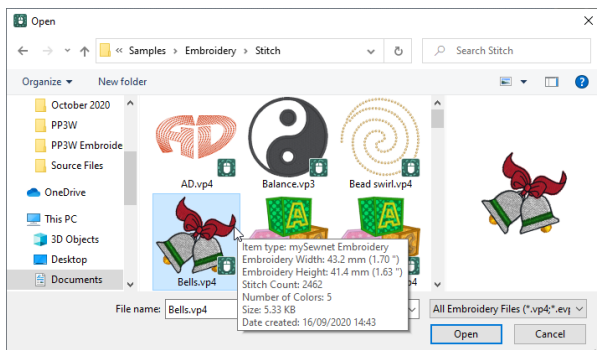 Open
« Samples > Embroidery > Stitch
Search Stitch
Organize
New folder
October 2020
PP3W
PP3W Embroide
Source Files
OneDrive
This PC
3D Objects
Desktop
Documents
AD
AD.vp4
Balance.vp3
Bead swirl.vp4
Bells.vp4
A
A
p4
Item type: mySewnet Embroidery
Embroidery Width: 43.2 mm (1.70 ")
Embroidery Height: 41.4 mm (1.63 ")
Stitch Count: 2462
Number of Colors: 5
Size: 5.33 KB
Date created: 16/09/2020 14:43
File name:
Bells.vp4
All Embroidery Files (*.vp4;*.evp
Open
Cancel